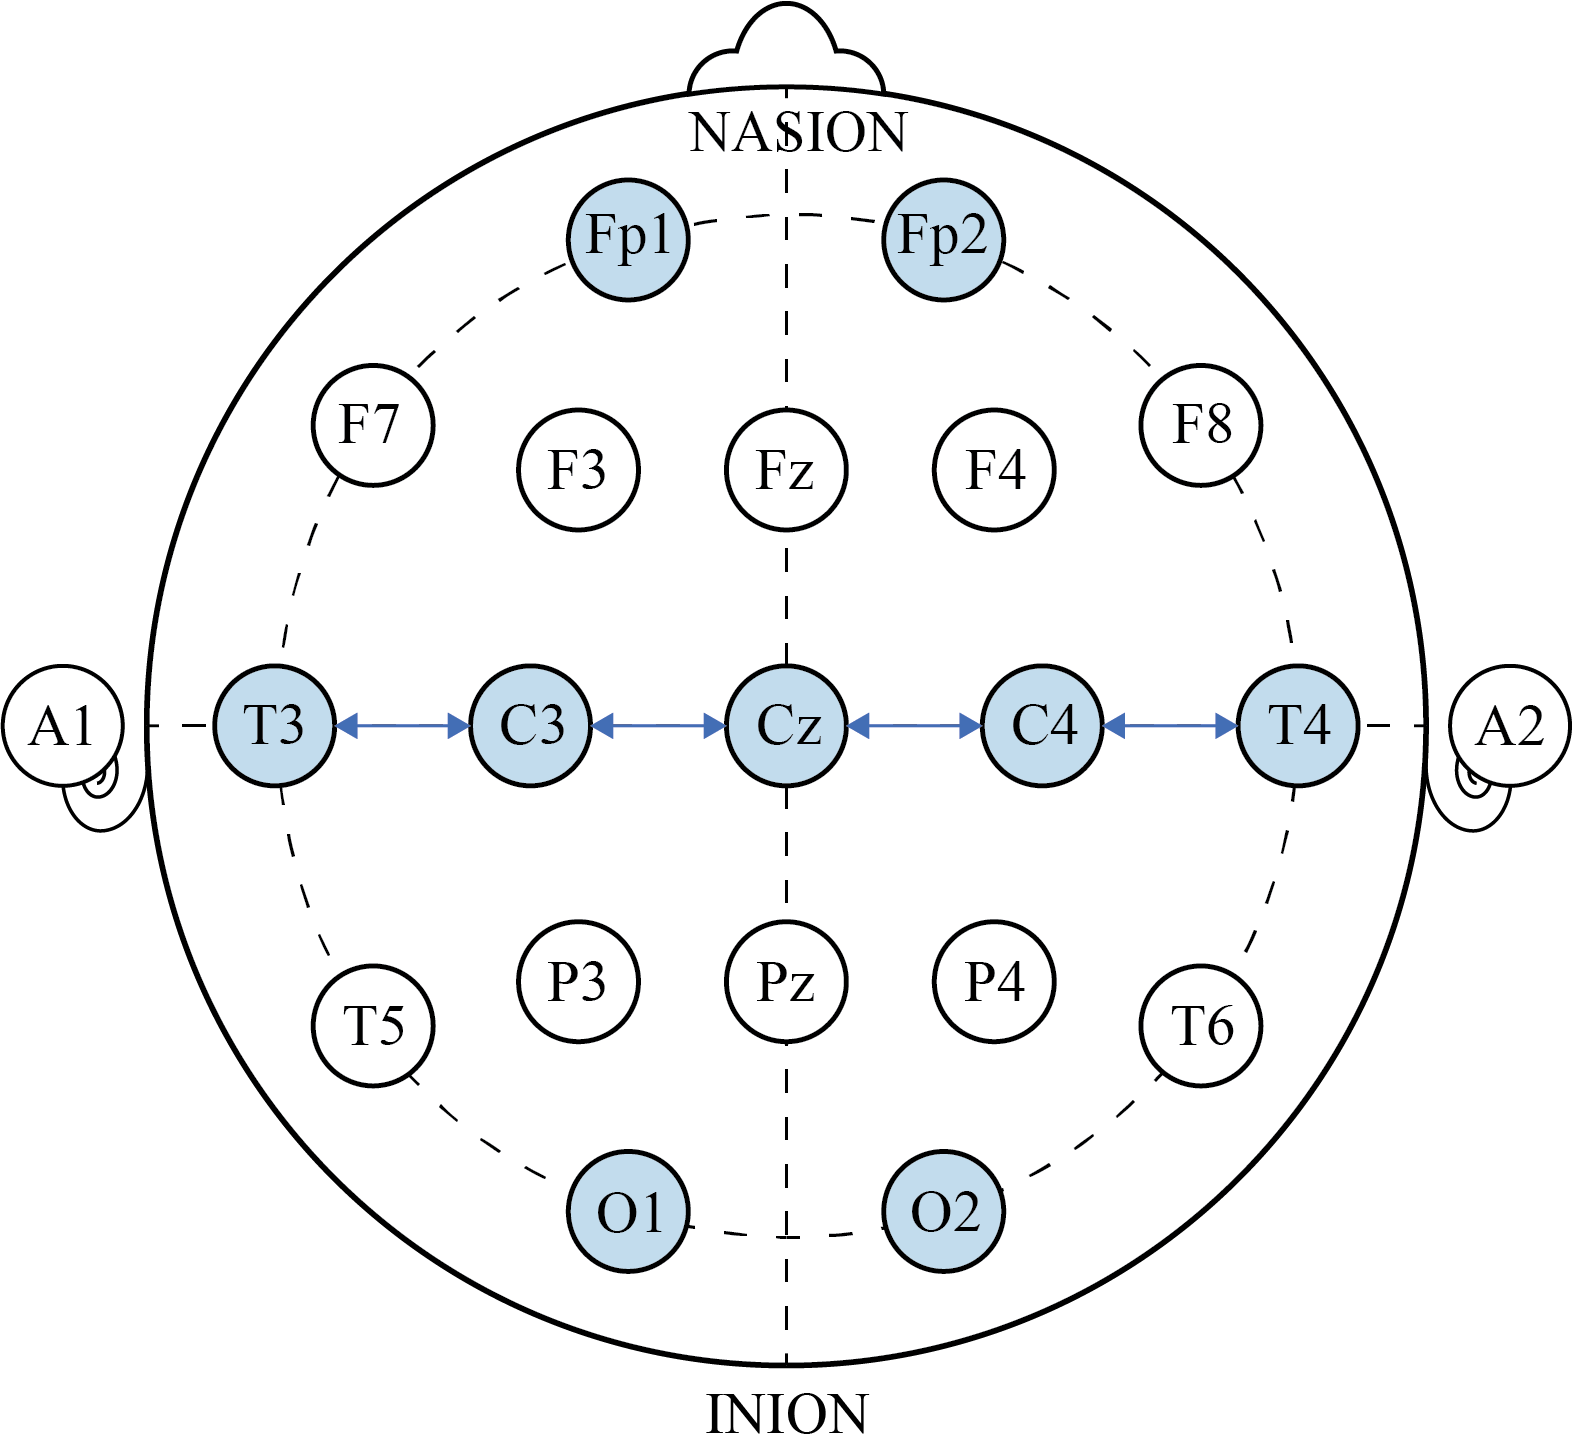 NASION
Fp1 Fp2
F7 F3 Fz F4 F8
A1 T3 C3 Cz C4 T4 A2
T5 P3 Pz P4 T6
O1 O2
INION